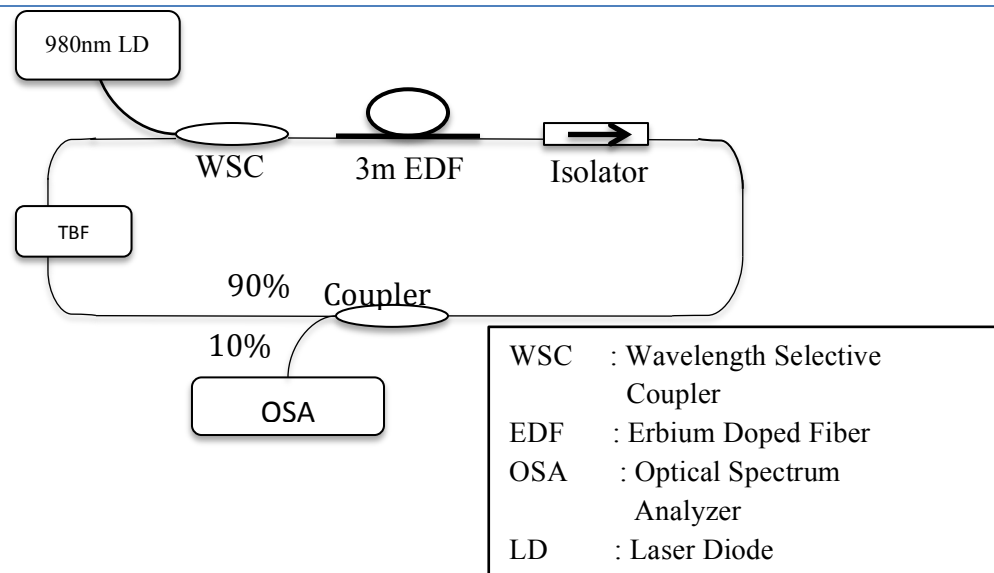 980nm LD
WSC
3m EDF
Isolator
TBF
90%
Coupler
10%
OSA
WSC : Wavelength Selective
Coupler
EDF : Erbium Doped Fiber
OSA : Optical Spectrum
Analyzer
LD : Laser Diode